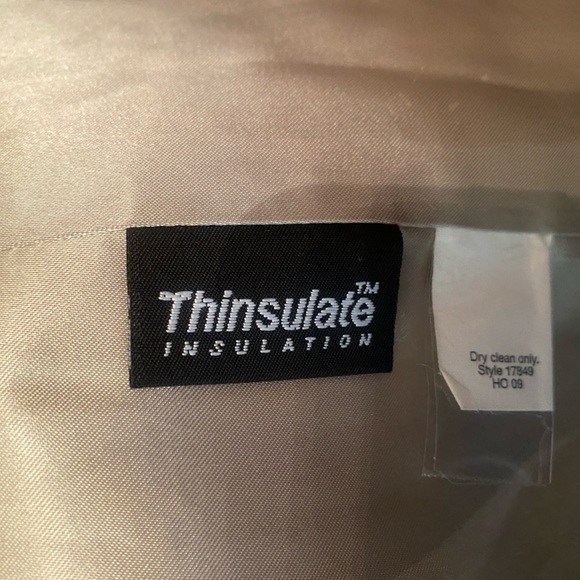 Thinsulate™
INSULATION
Dry clean only.
Style 17849
HO 09